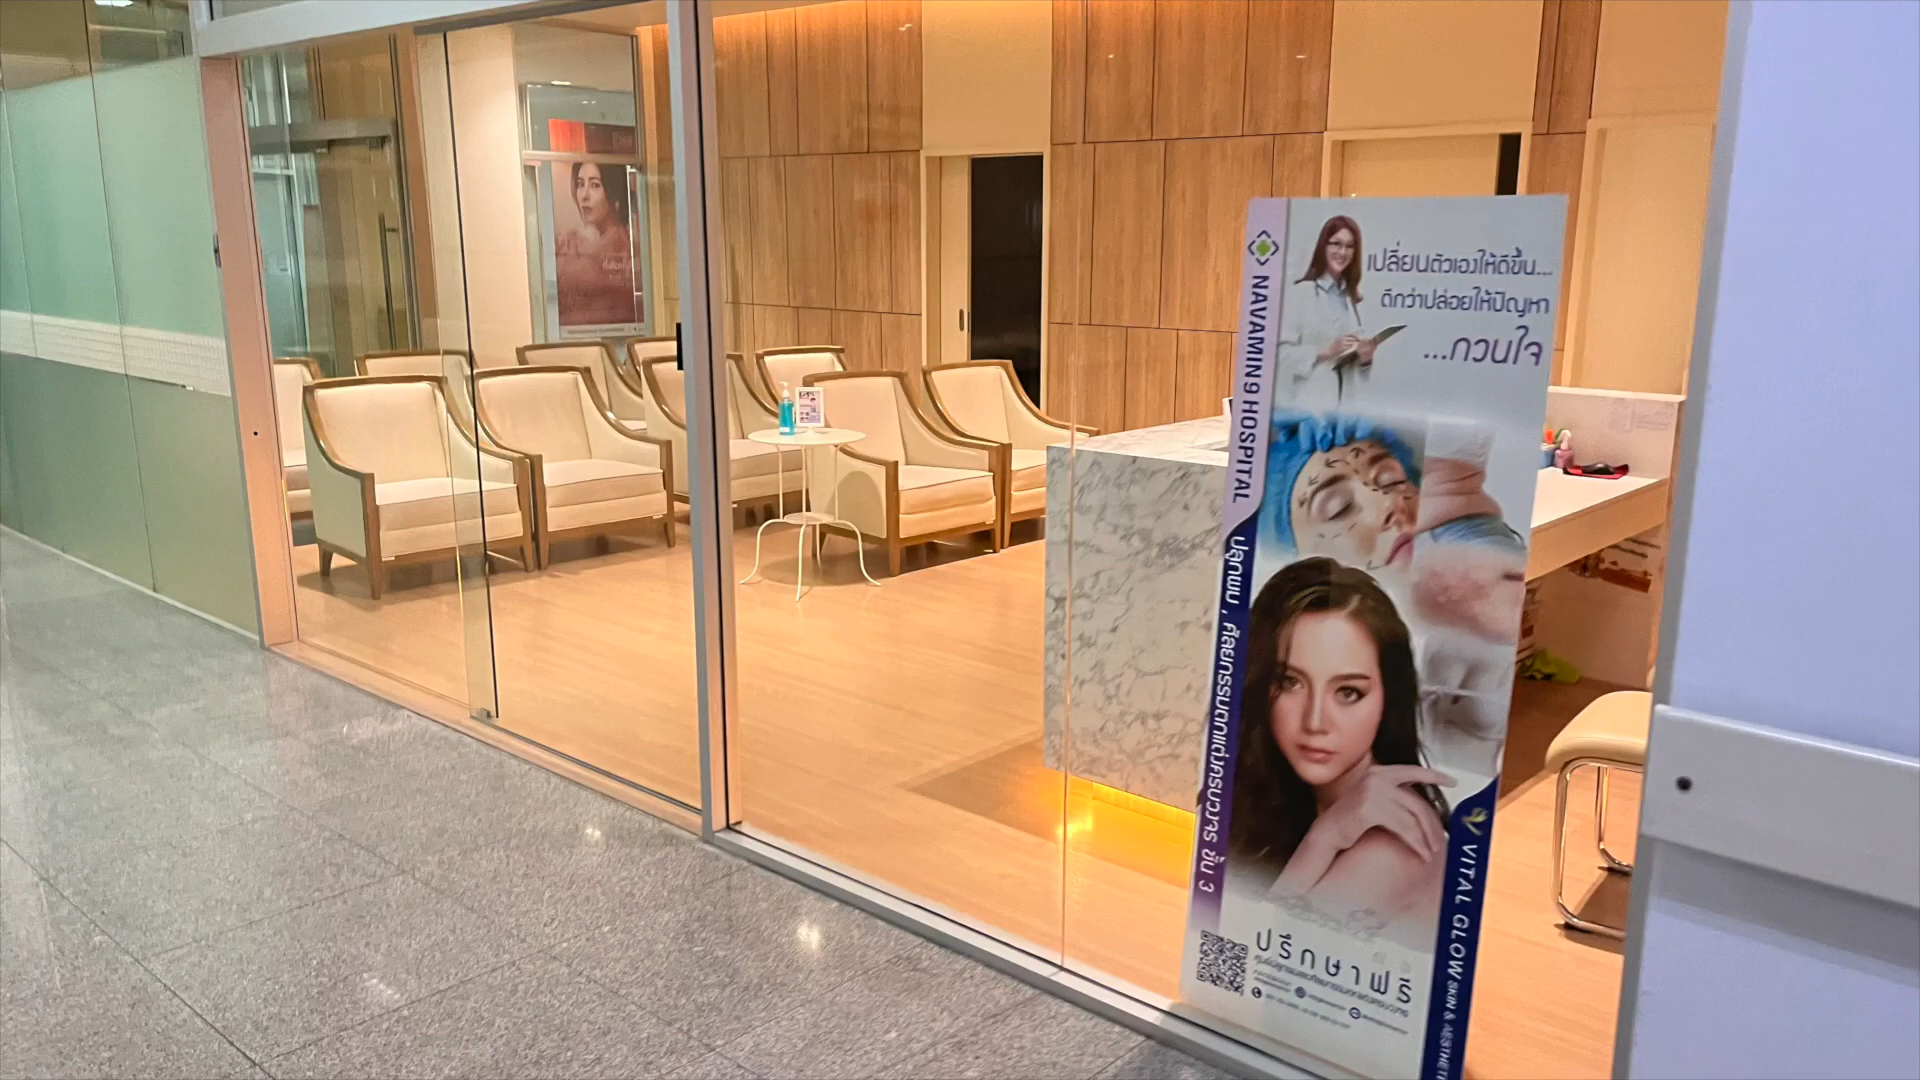 เปลี่ยนตัวเองให้ดีขึ้น...
ดีกว่าปล่อยให้ปัญหา
...กวนใจ
NAVAMIN9 HOSPITAL
ปลูกผม , ศัลยกรรมตกแต่งครบวงจร ชั้น 3
ปรึกษาฟรี
VITAL GLOW SKIN & AESTHETI